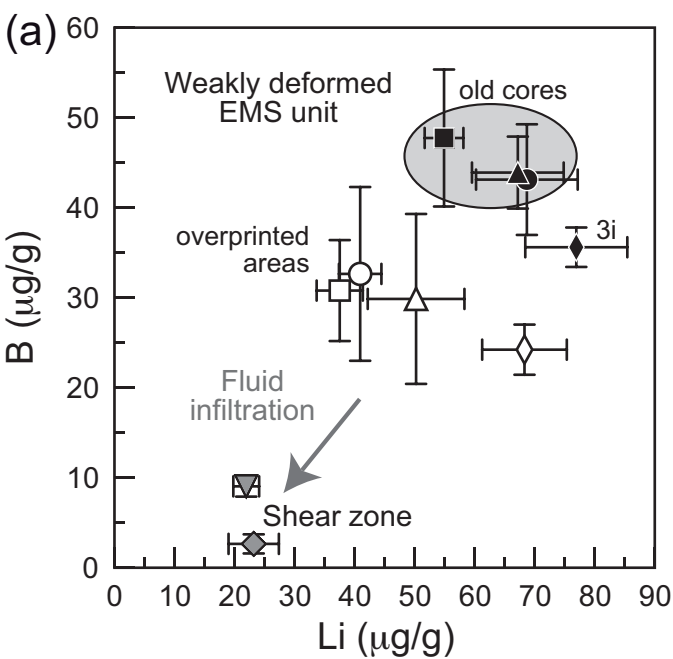 (a)
60
50
40
30
20
10
0
B (μg/g)
Weakly deformed
EMS unit
old cores
3i
overprinted
areas
Fluid
infiltration
Shear zone
0 10 20 30 40 50 60 70 80 90
Li (μg/g)